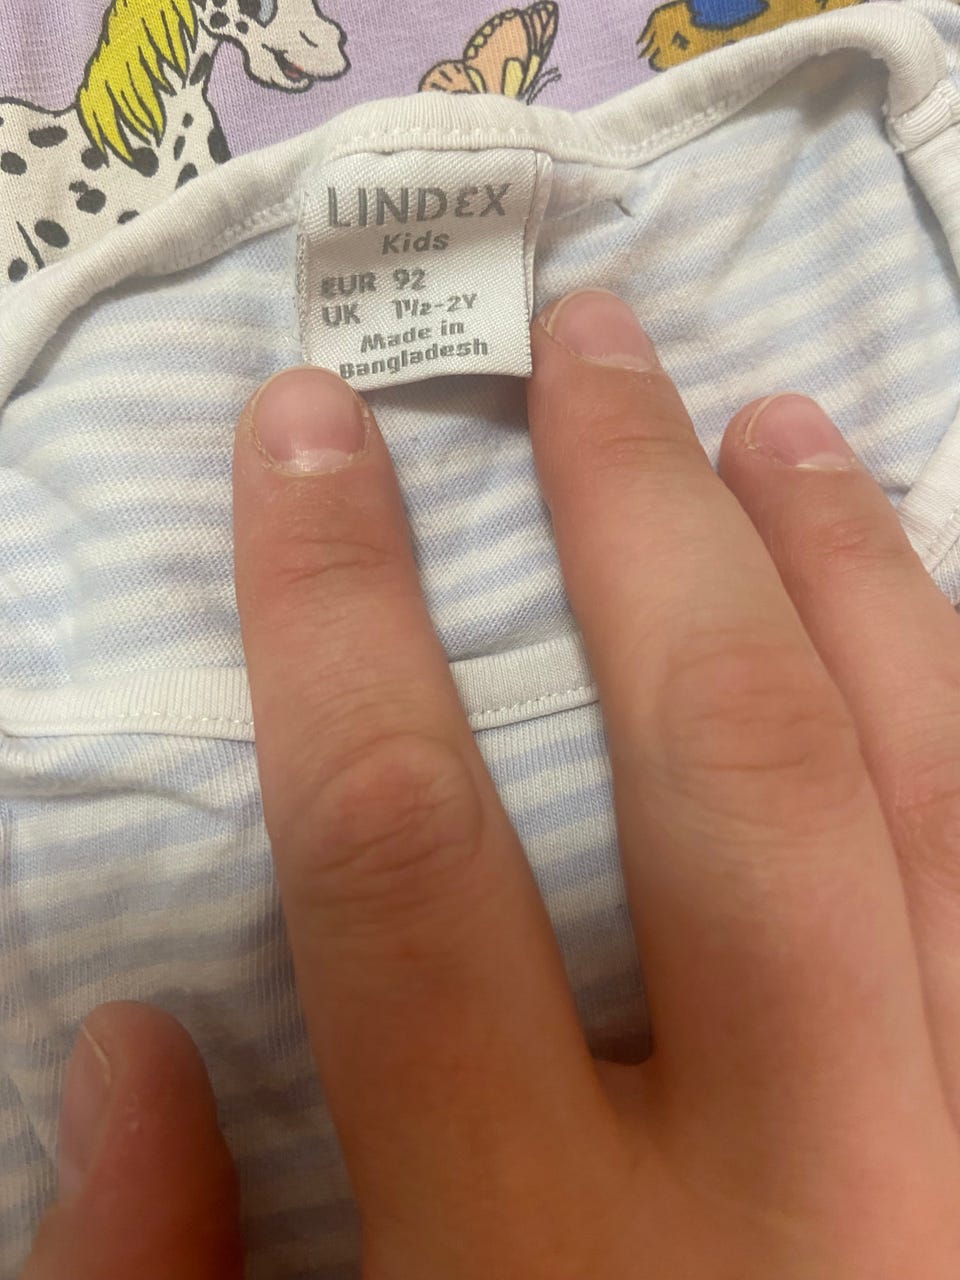 LINDEX
Kids
EUR 92
UK 1½-2Y
Made in
Bangladesh